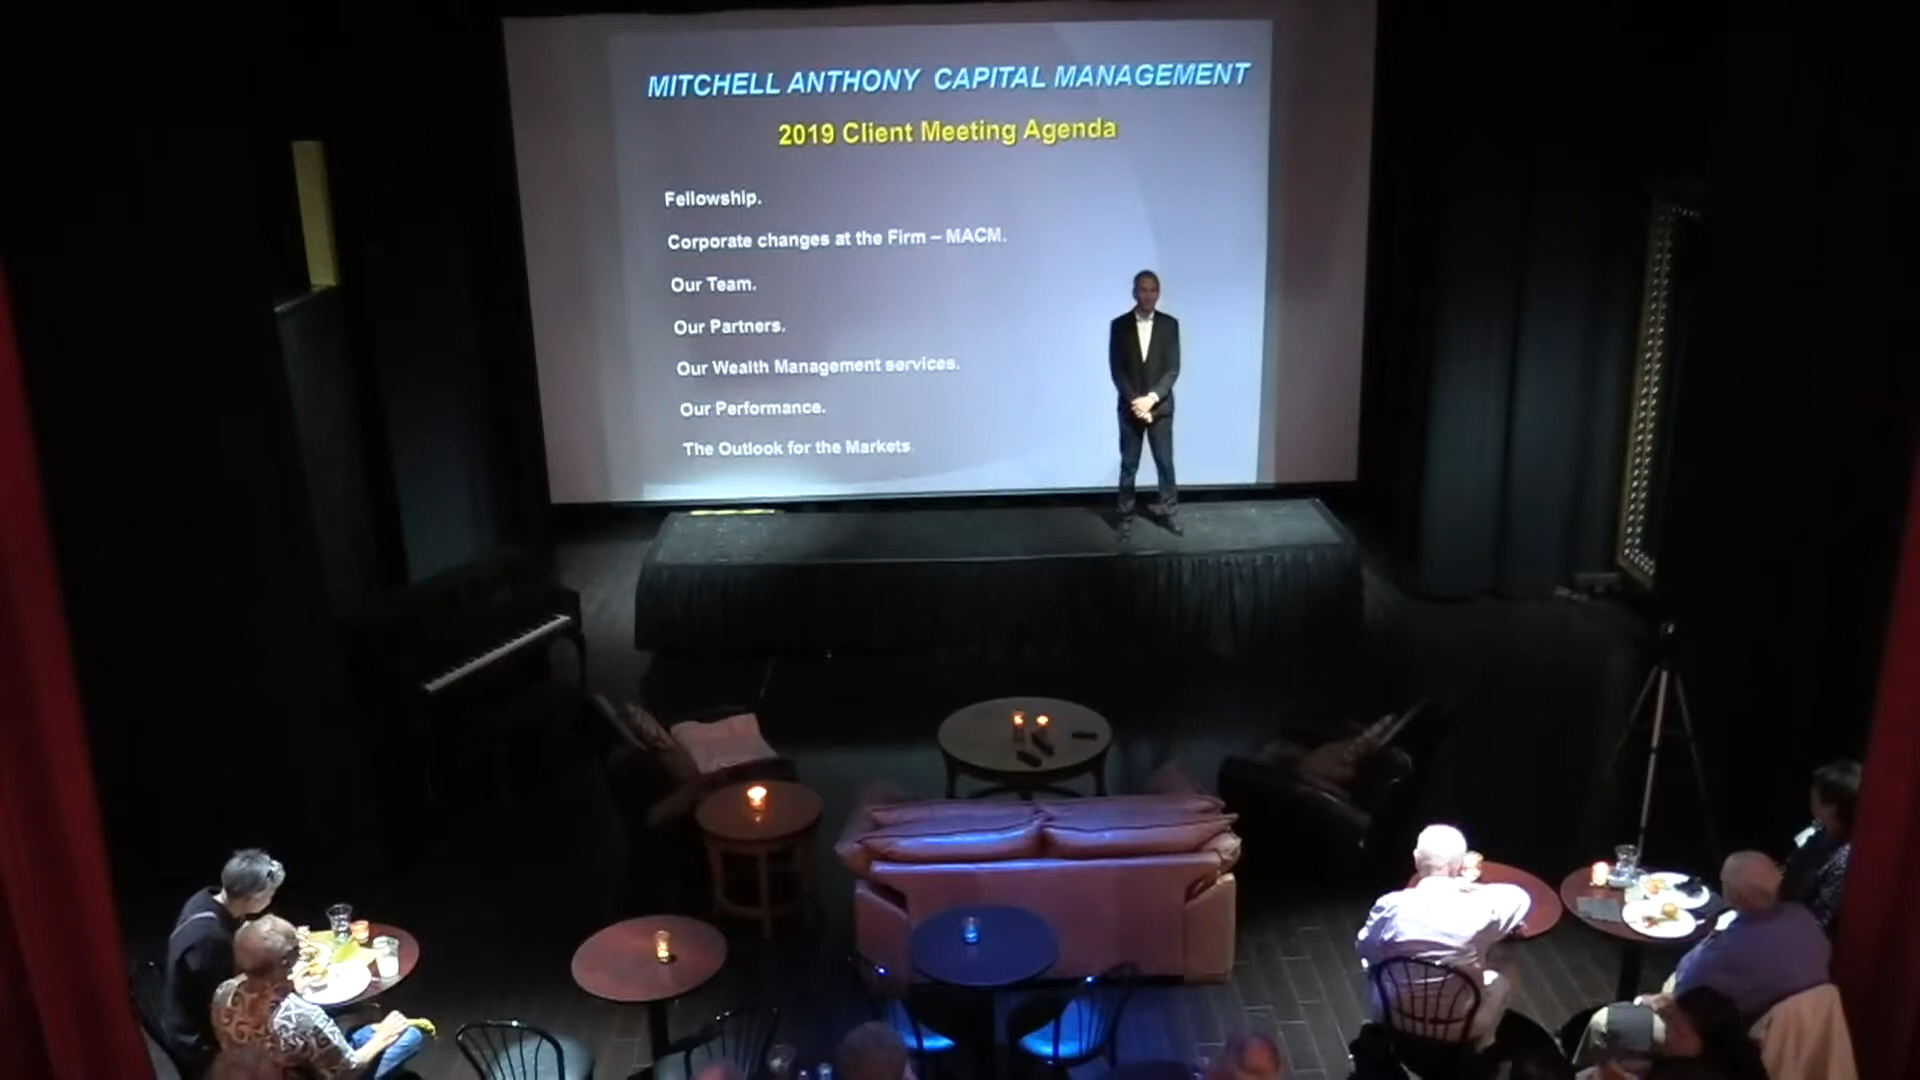 MITCHELL ANTHONY CAPITAL MANAGEMENT
2019 Client Meeting Agenda
Fellowship.
Corporate changes at the Firm – MACM.
Our Team.
Our Partners.
Our Wealth Management services.
Our Performance.
The Outlook for the Markets.